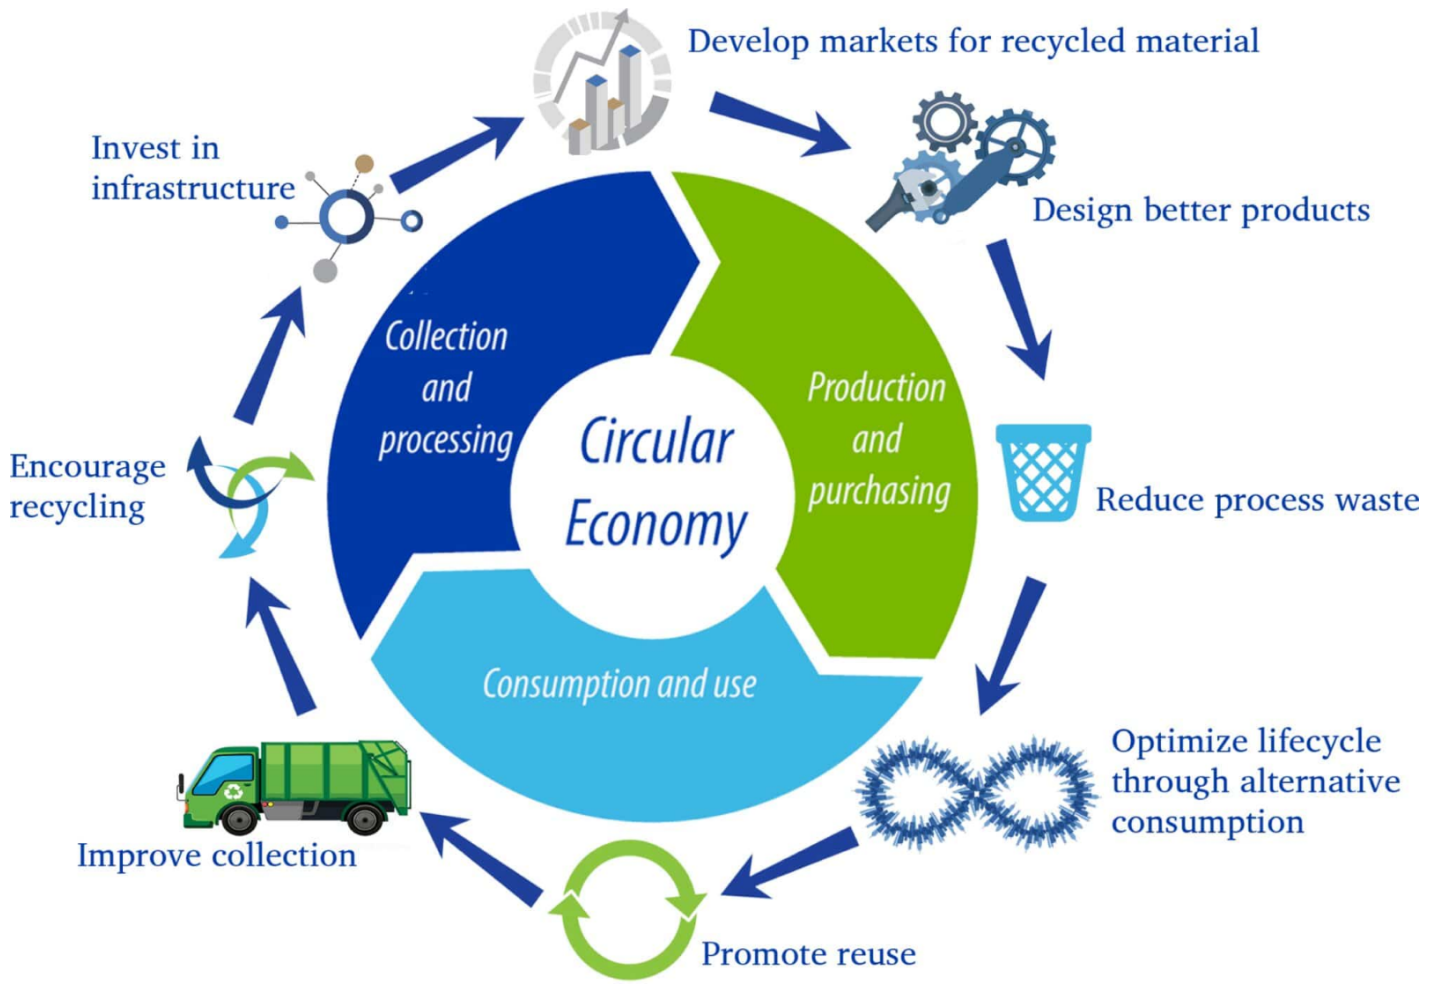 Develop markets for recycled material
Invest in
infrastructure
Design better products
Collection
and
processing
Production
and
purchasing
Circular
Economy
Encourage
recycling
Reduce process waste
Consumption and use
Optimize lifecycle
through alternative
consumption
Improve collection
Promote reuse